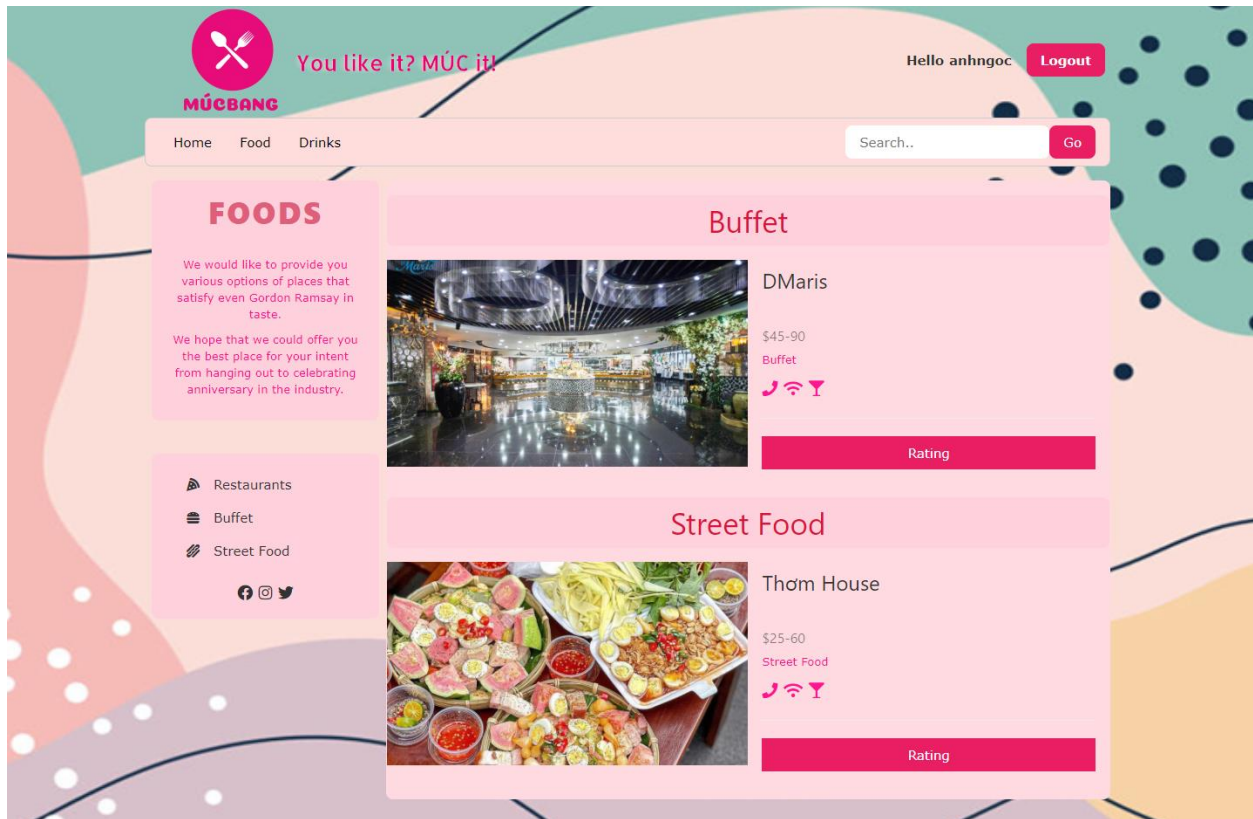 You like it? MÚC it!
MÚCBANG
Hello anhngoc
Logout
Home
Food
Drinks
Search..
Go
FOODS
We would like to provide you
various options of places that
satisfy even Gordon Ramsay in
taste.
We hope that we could offer you
the best place for your intent
from hanging out to celebrating
anniversary in the industry.
Restaurants
Buffet
Street Food
Buffet
DMaris
$45-90
Buffet
Rating
Street Food
Thơm House
$25-60
Street Food
Rating